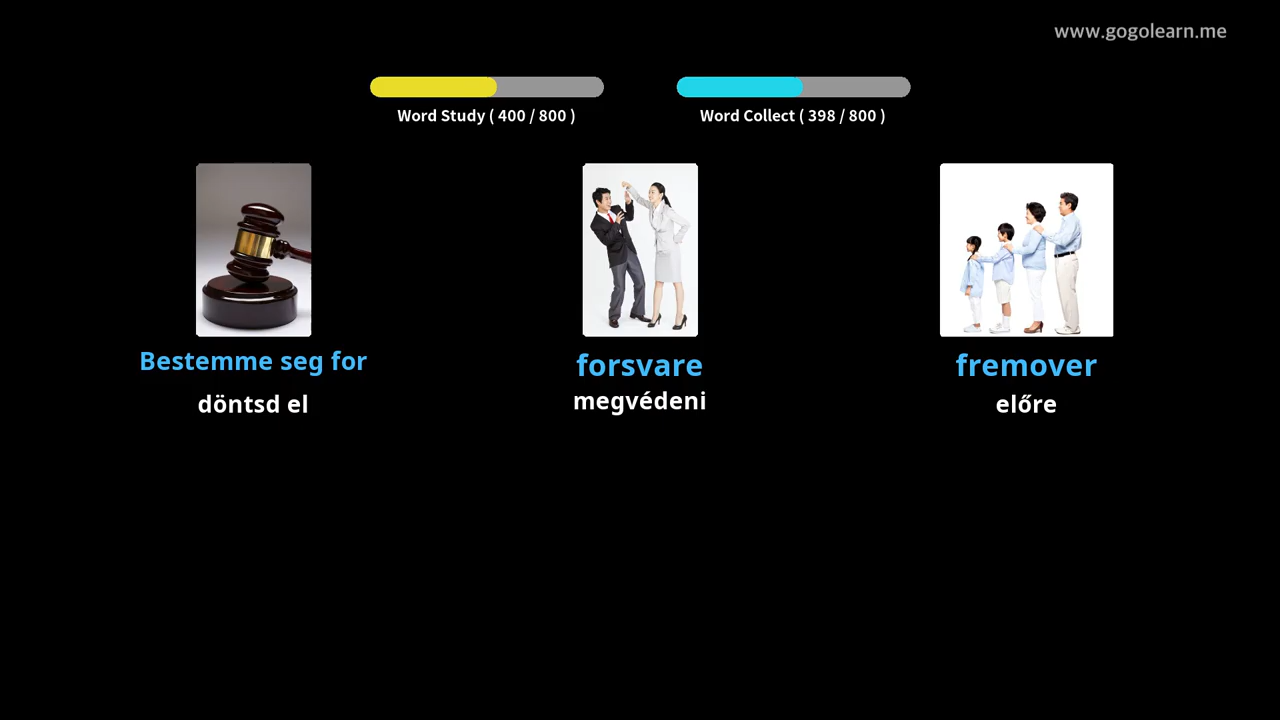 www.gogolearn.me
Word Study ( 400 / 800 )
Word Collect ( 398 / 800 )
Bestemme seg for
döntsd el
forsvare
megvédeni
fremover
előre